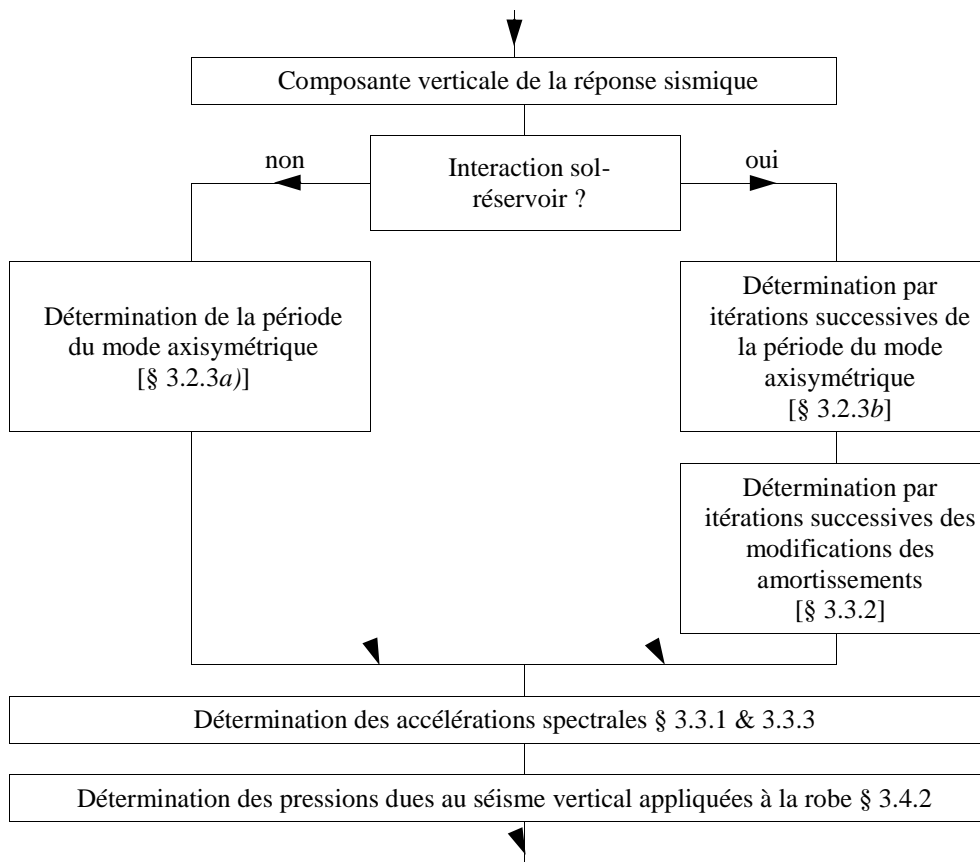 Composante verticale de la réponse sismique
non
Interaction sol-
réservoir ?
oui
Détermination de la période
du mode axisymétrique
[§ 3.2.3a)]
Détermination par
itérations successives de
la période du mode
axisymétrique
[§ 3.2.3b]
Détermination par
itérations successives des
modifications des
amortissements
[§ 3.3.2]
Détermination des accélérations spectrales § 3.3.1 & 3.3.3
Détermination des pressions dues au séisme vertical appliquées à la robe § 3.4.2